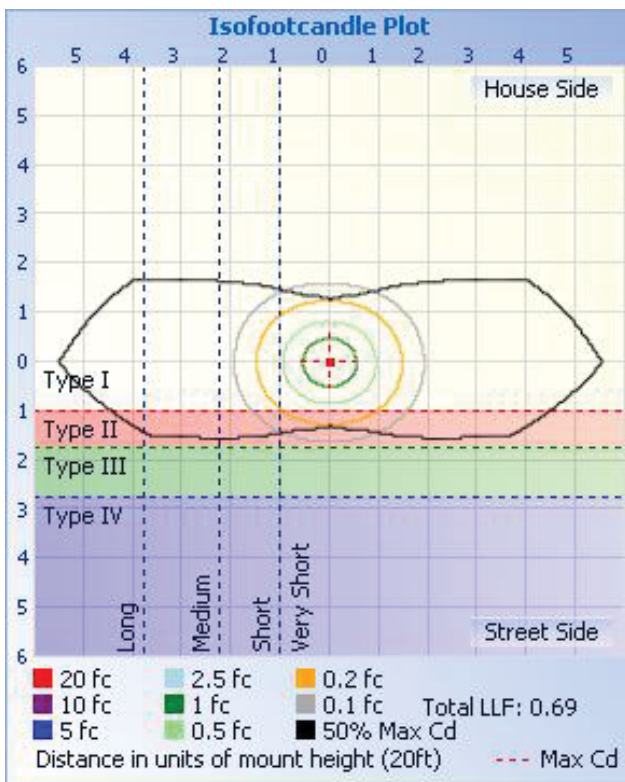 Isofootcandle Plot
5 4 3 2 1 0 1 2 3 4 5
6
House Side
5
4
3
2
1
0
Type I
1
Type II
2
Type III
3
Type IV
4
5
6
Long
Medium
Short
Very Short
Street Side
20 fc 2.5 fc 0.2 fc
10 fc 1 fc 0.1 fc Total LLF: 0.69
5 fc 0.5 fc 50% Max Cd
Distance in units of mount height (20ft) Max Cd